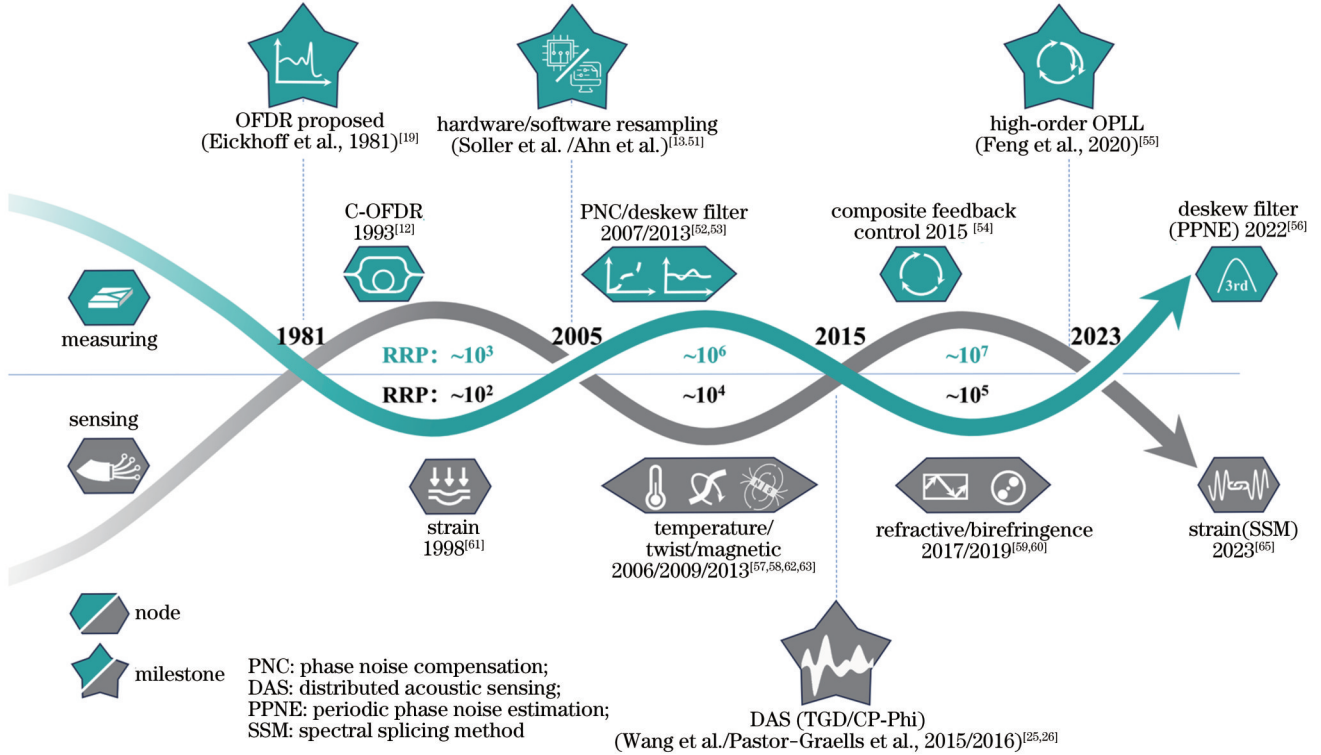 OFDR proposed
(Eickhoff et al., 1981)[19]
hardware/software resampling
(Soller et al. /Ahn et al.)[13.51]
high-order OPLL
(Feng et al., 2020)[55]
C-OFDR
1993[12]
PNC/deskew filter
2007/2013[52,53]
composite feedback
control 2015 [54]
deskew filter
(PPNE) 2022[56]
3rd
measuring
1981
2005
2015
2023
RRP: ~10³
~10⁶
~10⁷
RRP: ~10²
~10⁴
~10⁵
sensing
strain
1998[61]
temperature/
twist/magnetic
2006/2009/2013[57,58,62,63]
refractive/birefringence
2017/2019[59,60]
strain(SSM)
2023[65]
node
milestone
PNC: phase noise compensation;
DAS: distributed acoustic sensing;
PPNE: periodic phase noise estimation;
SSM: spectral splicing method
DAS (TGD/CP-Phi)
(Wang et al./Pastor-Graells et al., 2015/2016)[25,26]